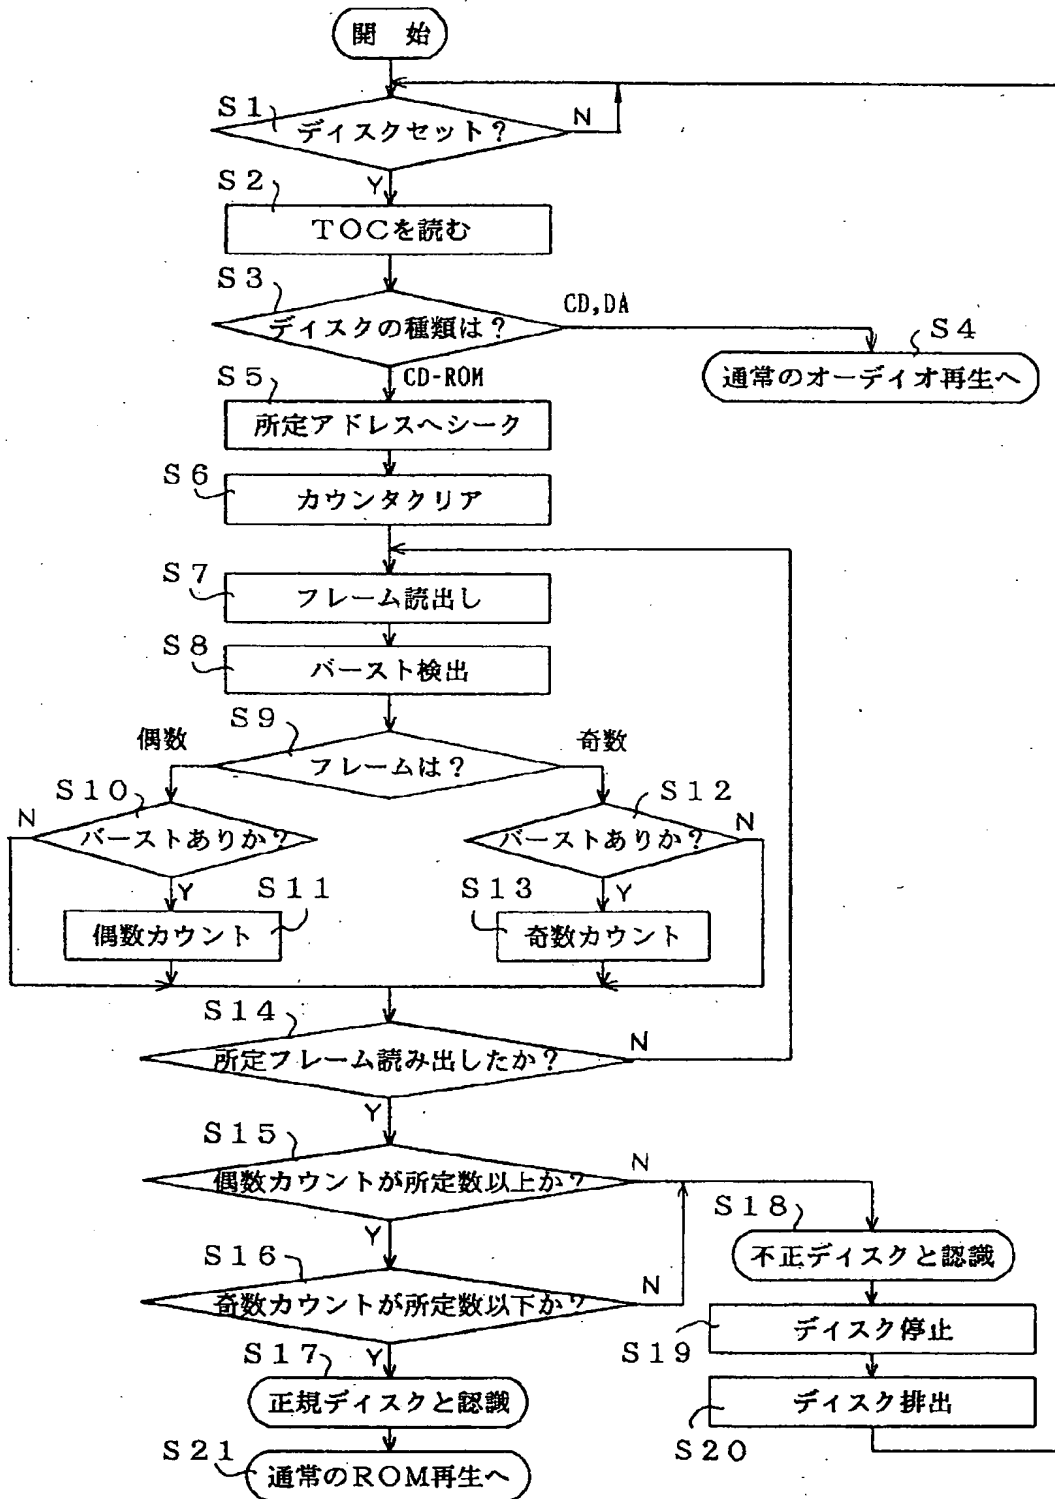 開　始
S1
ディスクセット?
N
Y
S2
TOCを読む
S3
ディスクの種類は?
CD,DA
S4
通常のオーディオ再生へ
CD-ROM
S5
所定アドレスへシーク
S6
カウンタクリア
S7
フレーム読出し
S8
バースト検出
S9
偶数
奇数
フレームは?
S10
S12
N
バーストありか?
バーストありか?
N
Y
S11
S13
Y
偶数カウント
奇数カウント
S14
所定フレーム読み出したか?
N
Y
S15
偶数カウントが所定数以上か?
N
Y
S18
不正ディスクと認識
S16
奇数カウントが所定数以下か?
N
Y
S19
ディスク停止
S17
正規ディスクと認識
S20
ディスク排出
S21
通常のROM再生へ